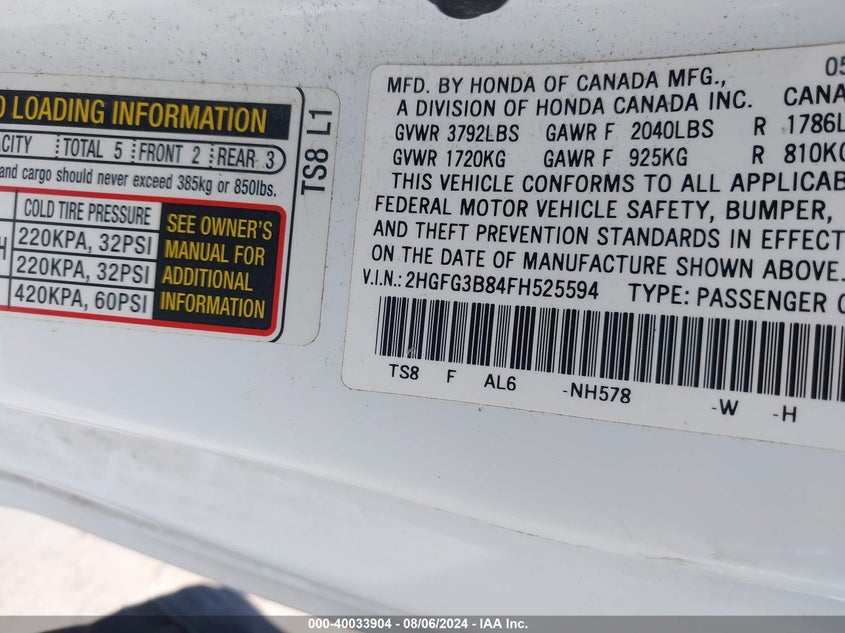 O LOADING INFORMATION
CITY TOTAL 5 FRONT 2 REAR 3
and cargo should never exceed 385kg or 850lbs.
COLD TIRE PRESSURE
220KPA, 32PSI
220KPA, 32PSI
420KPA, 60PSI
SEE OWNER'S
MANUAL FOR
ADDITIONAL
INFORMATION
TS8 L1
MFD. BY HONDA OF CANADA MFG., 05
A DIVISION OF HONDA CANADA INC. CANA
GVWR 3792LBS GAWR F 2040LBS R 1786L
GVWR 1720KG GAWR F 925KG R 810KG
THIS VEHICLE CONFORMS TO ALL APPLICAB
FEDERAL MOTOR VEHICLE SAFETY, BUMPER,
AND THEFT PREVENTION STANDARDS IN EFFECT
ON THE DATE OF MANUFACTURE SHOWN ABOVE.
V.I.N.: 2HGFG3B84FH525594 TYPE: PASSENGER C
TS8 F AL6 -NH578 -W -H
000-40033904 - 08/06/2024 - IAA Inc.